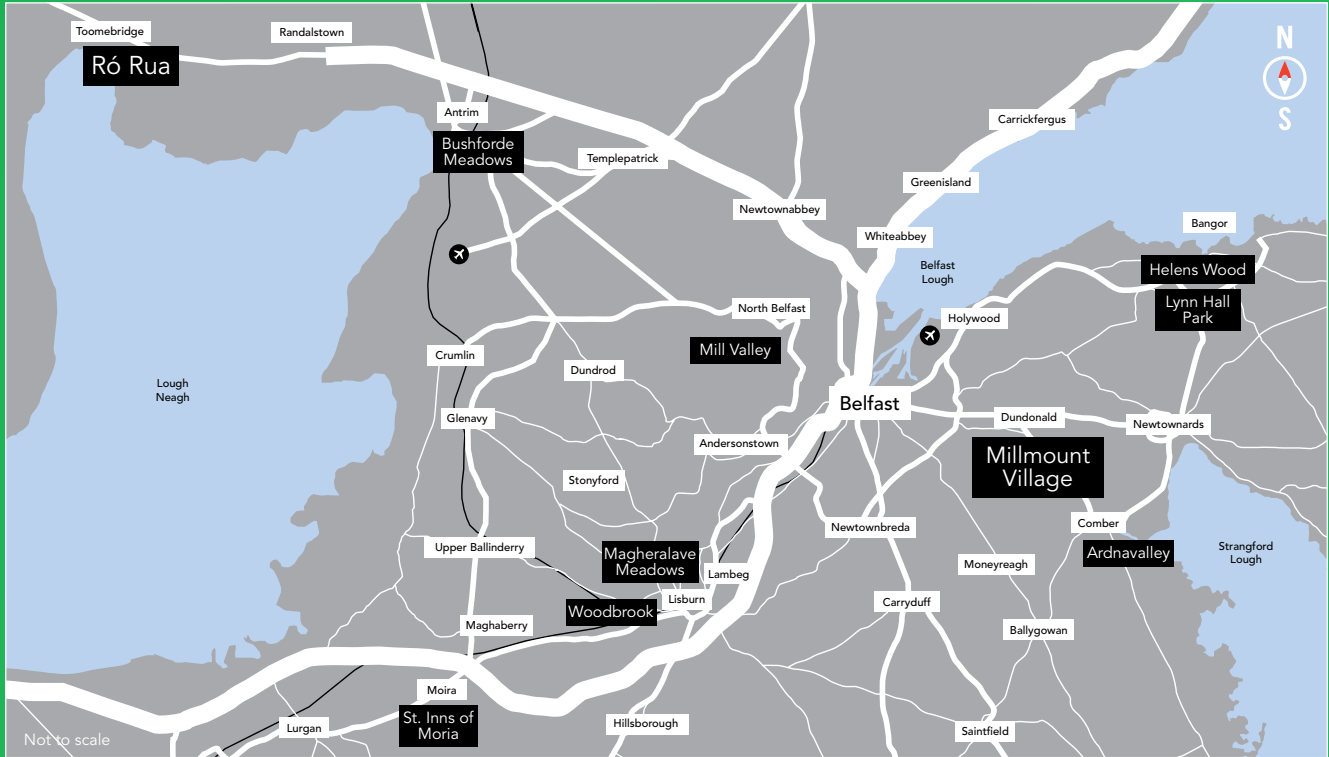 Toomebridge
Randalstown
Ró Rua
N
S
Antrim
Bushforde
Meadows
Templepatrick
Carrickfergus
Greenisland
Newtownabbey
Whiteabbey
Bangor
Belfast
Lough
Helens Wood
Lynn Hall
Park
North Belfast
Holywood
Mill Valley
Crumlin
Dundrod
Lough
Neagh
Belfast
Glenavy
Dundonald
Newtownards
Andersonstown
Millmount
Village
Stonyford
Comber
Newtownbreda
Upper Ballinderry
Magheralave
Meadows
Ardnavalley
Strangford
Lough
Moneyreagh
Lambeg
Lisburn
Woodbrook
Carryduff
Maghaberry
Ballygowan
Moira
St. Inns of
Moria
Lurgan
Hillsborough
Saintfield
Not to scale